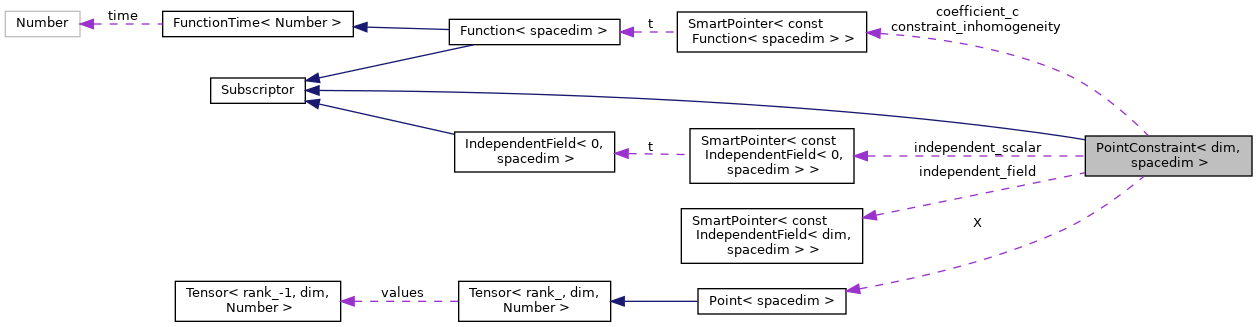 Number
time
FunctionTime< Number >
Function< spacedim >
t
SmartPointer< const
Function< spacedim > >
coefficient_c
constraint_inhomogeneity
Subscriptor
IndependentField< 0,
spacedim >
t
SmartPointer< const
IndependentField< 0,
spacedim > >
independent_scalar
independent_field
PointConstraint< dim,
spacedim >
SmartPointer< const
IndependentField< dim,
spacedim > >
X
Tensor< rank_-1, dim,
Number >
values
Tensor< rank_, dim,
Number >
Point< spacedim >